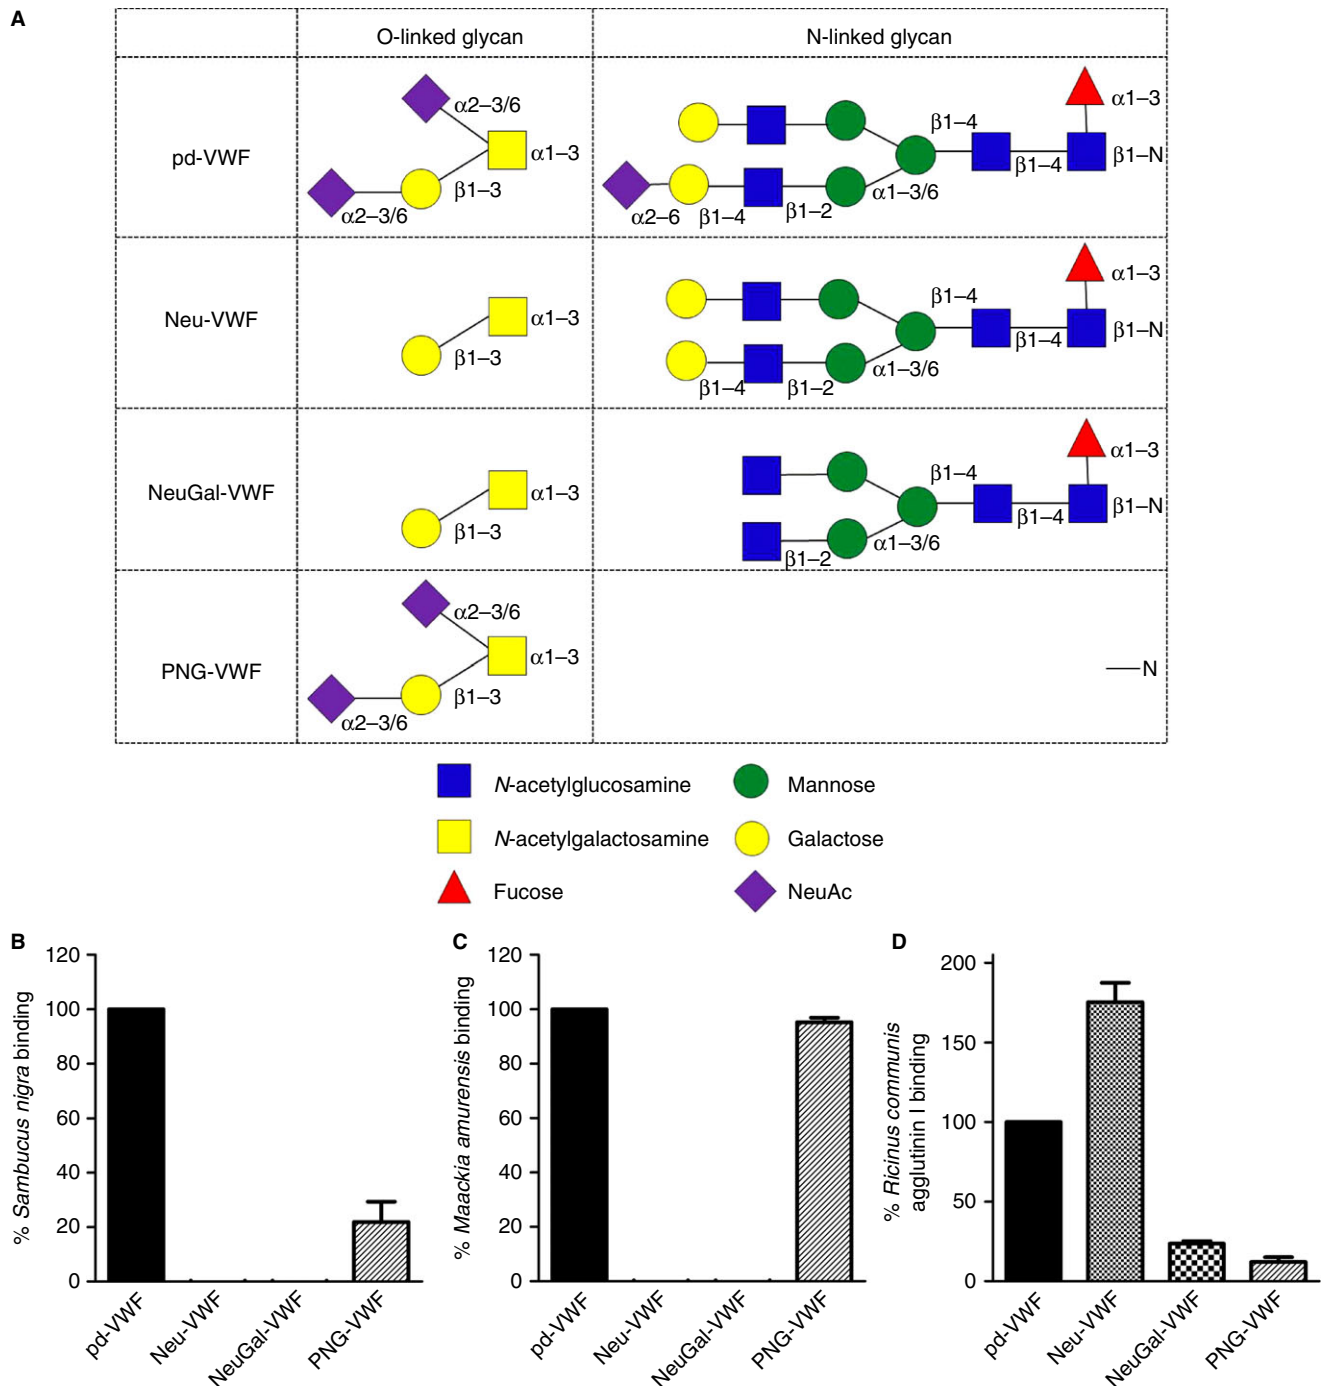 A
O-linked glycan
N-linked glycan
pd-VWF
α2–3/6
α1–3
β1–3
α2–3/6
α1–3
β1–4
β1–N
β1–4
α1–3/6
β1–2
β1–4
α2–6
Neu-VWF
α1–3
β1–3
α1–3
β1–4
β1–N
β1–4
α1–3/6
β1–2
β1–4
NeuGal-VWF
α1–3
β1–3
α1–3
β1–4
β1–N
β1–4
α1–3/6
β1–2
PNG-VWF
α2–3/6
α1–3
β1–3
α2–3/6
N
N-acetylglucosamine
Mannose
N-acetylgalactosamine
Galactose
Fucose
NeuAc
B
% Sambucus nigra binding
120
100
80
60
40
20
0
pd-VWF
Neu-VWF
NeuGal-VWF
PNG-VWF
C
% Maackia amurensis binding
120
100
80
60
40
20
0
pd-VWF
Neu-VWF
NeuGal-VWF
PNG-VWF
D
% Ricinus communis
agglutinin I binding
200
150
100
50
0
pd-VWF
Neu-VWF
NeuGal-VWF
PNG-VWF